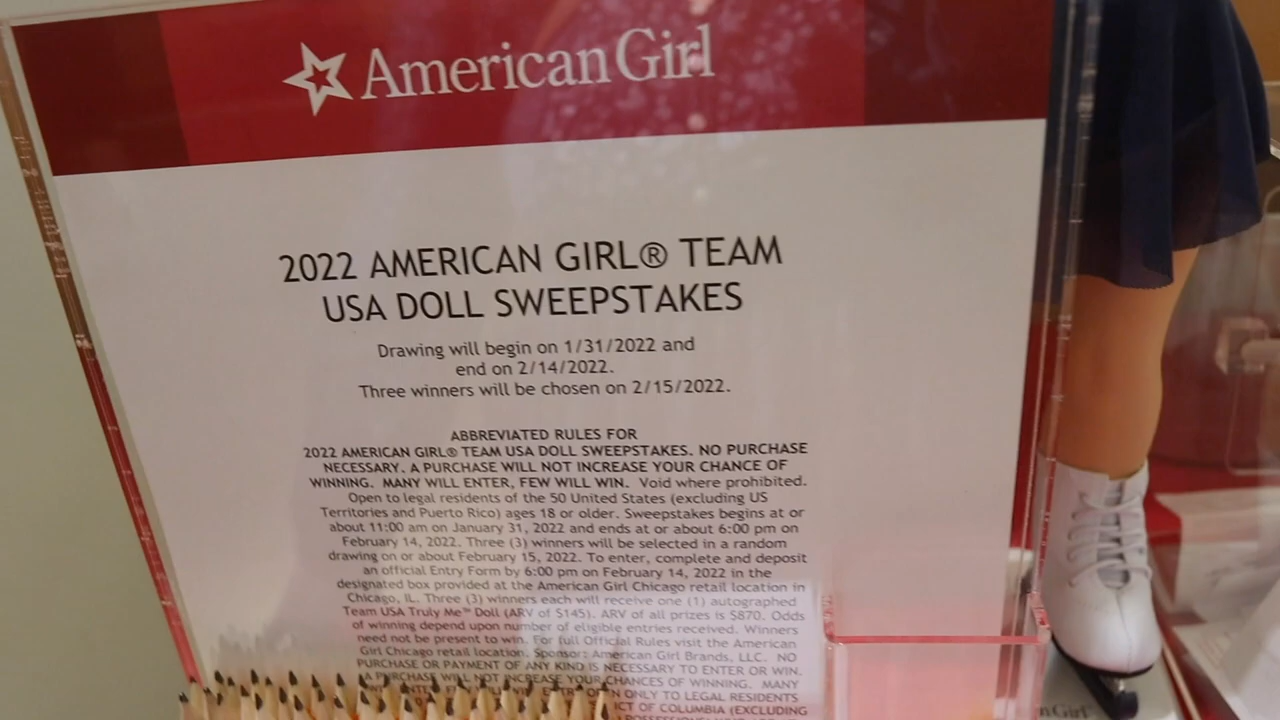 American Girl
2022 AMERICAN GIRL® TEAM
USA DOLL SWEEPSTAKES
Drawing will begin on 1/31/2022 and
end on 2/14/2022.
Three winners will be chosen on 2/15/2022.
ABBREVIATED RULES FOR
2022 AMERICAN GIRL® TEAM USA DOLL SWEEPSTAKES. NO PURCHASE
NECESSARY. A PURCHASE WILL NOT INCREASE YOUR CHANCE OF
WINNING. MANY WILL ENTER, FEW WILL WIN. Void where prohibited.
Open to legal residents of the 50 United States (excluding US
Territories and Puerto Rico) ages 18 or older. Sweepstakes begins at or
about 11:00 am on January 31, 2022 and ends at or about 6:00 pm on
February 14, 2022. Three (3) winners will be selected in a random
drawing on or about February 15, 2022. To enter, complete and deposit
an official Entry Form by 6:00 pm on February 14, 2022 in the
designated box provided at the American Girl Chicago retail location in
Chicago, IL. Three (3) winners each will receive one (1) autographed
Team USA Truly Me™ Doll (ARV of $145). ARV of all prizes is $870. Odds
of winning depend upon number of eligible entries received. Winners
need not be present to win. For full Official Rules visit the American
Girl Chicago retail location. Sponsor: American Girl Brands, LLC. NO
PURCHASE OR PAYMENT OF ANY KIND IS NECESSARY TO ENTER OR WIN.
A PURCHASE WILL NOT INCREASE YOUR CHANCES OF WINNING. MANY
ONLY TO LEGAL RESIDENTS
OF COLUMBIA (EXCLUDING
Girl